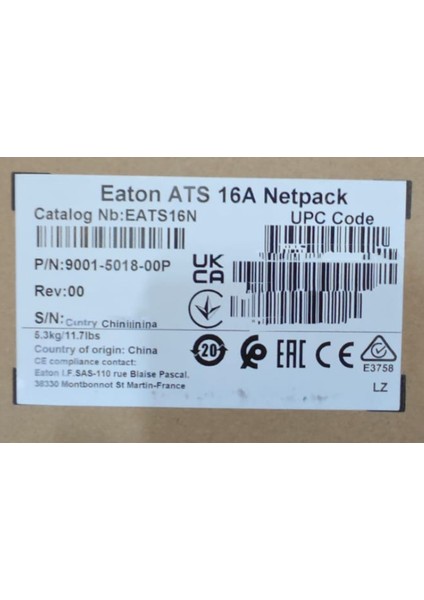 Eaton ATS 16A Netpack
Catalog Nb:EATS16N
UPC Code
P/N:9001-5018-00P
UK
CA
Rev:00
S/N:
5.3kg/11.7lbs
Country of origin: China
CE compliance contact:
Eaton I.F.SAS-110 rue Blaise Pascal.
38330 Montbonnot St Martin-France
20
EAC
CE
E3758
LZ